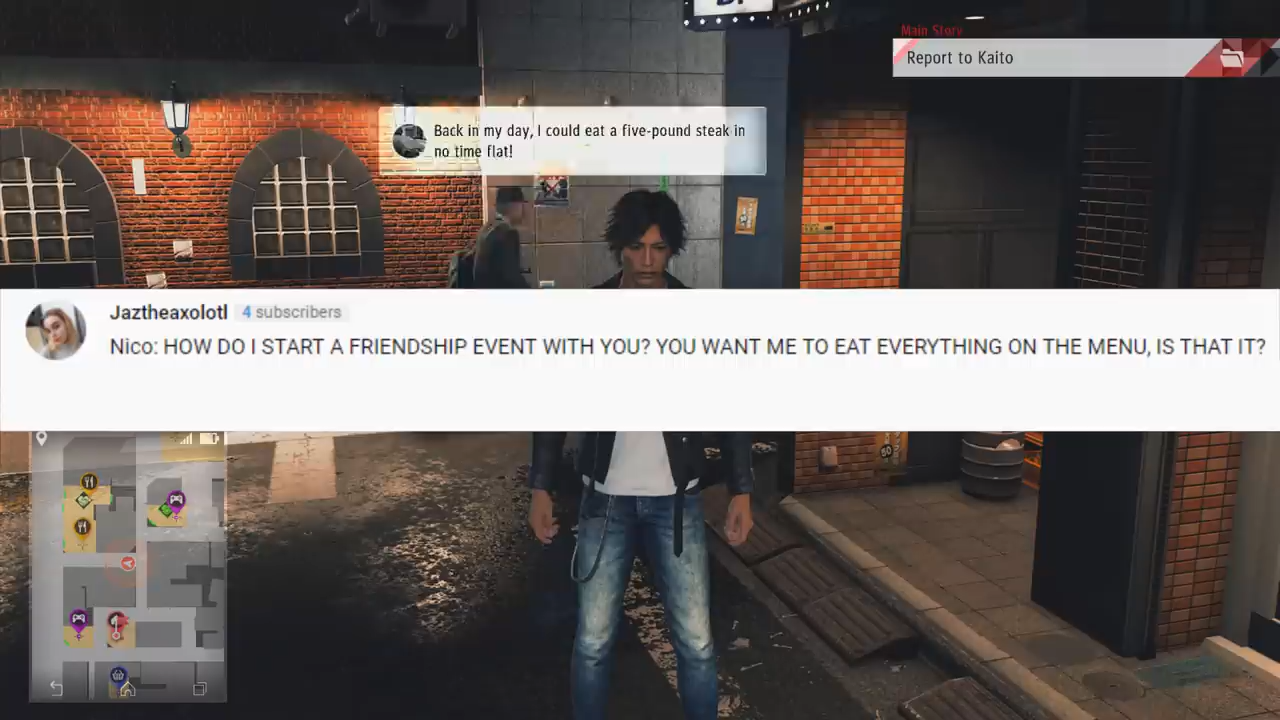 Main Story
Report to Kaito
Back in my day, I could eat a five-pound steak in
no time flat!
Jaztheaxolotl 4 subscribers
Nico: HOW DO I START A FRIENDSHIP EVENT WITH YOU? YOU WANT ME TO EAT EVERYTHING ON THE MENU, IS THAT IT?
50